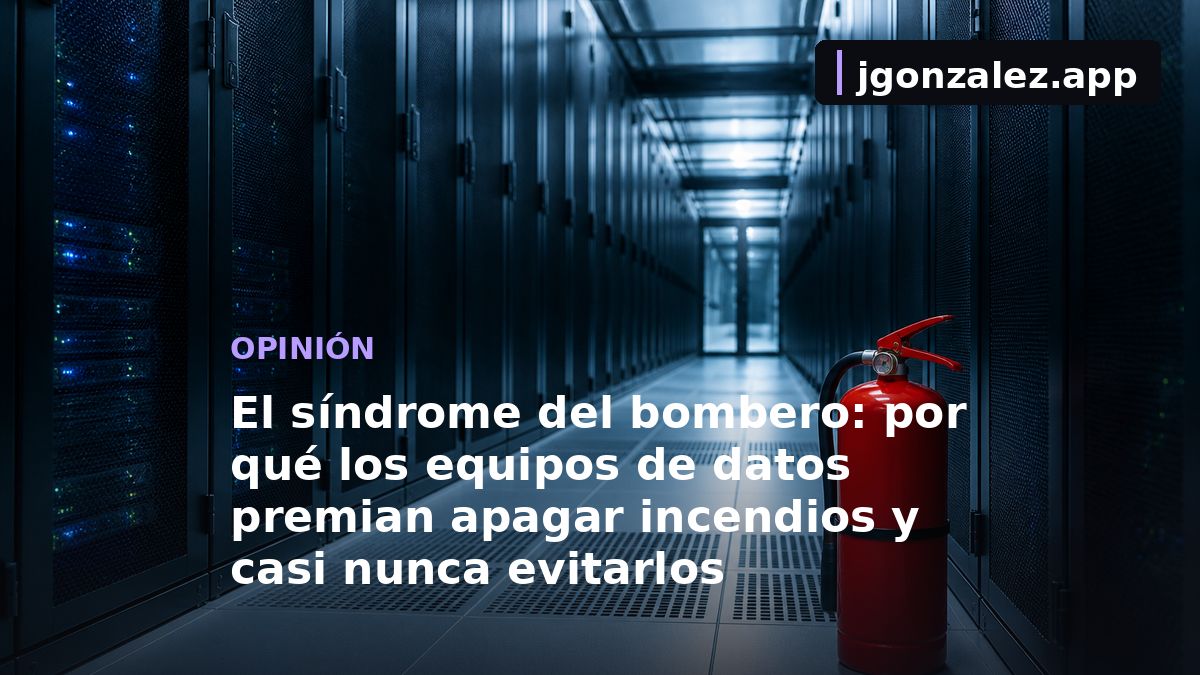 jgonzalez.app
OPINIÓN
El síndrome del bombero: por
qué los equipos de datos
premian apagar incendios y
casi nunca evitarlos